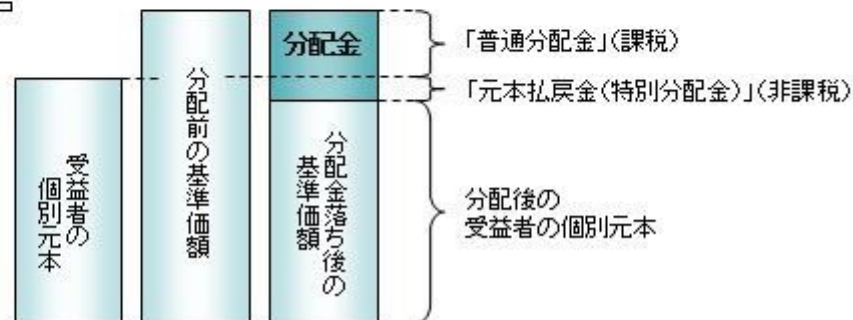 受益者の
個別元本
分配前の基準価額
分配金
分配金落ち後の
基準価額
「普通分配金」(課税)
「元本払戻金(特別分配金)」(非課税)
分配後の
受益者の個別元本